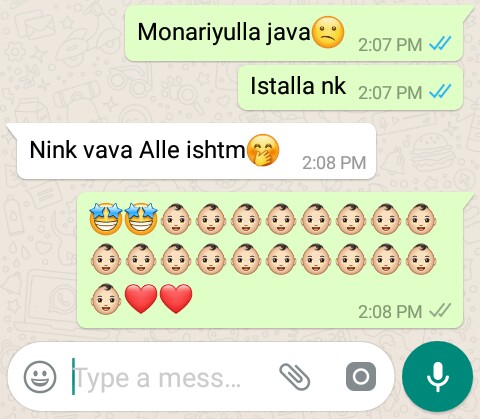 Monariyulla java😕 2:07 PM
Istalla nk 2:07 PM
Nink vava Alle ishtm🤭 2:08 PM
🤩🤩👶🏻👶🏻👶🏻👶🏻👶🏻👶🏻👶🏻👶🏻
👶🏻👶🏻👶🏻👶🏻👶🏻👶🏻👶🏻👶🏻👶🏻👶🏻
👶🏻❤️❤️ 2:08 PM
Type a mess...